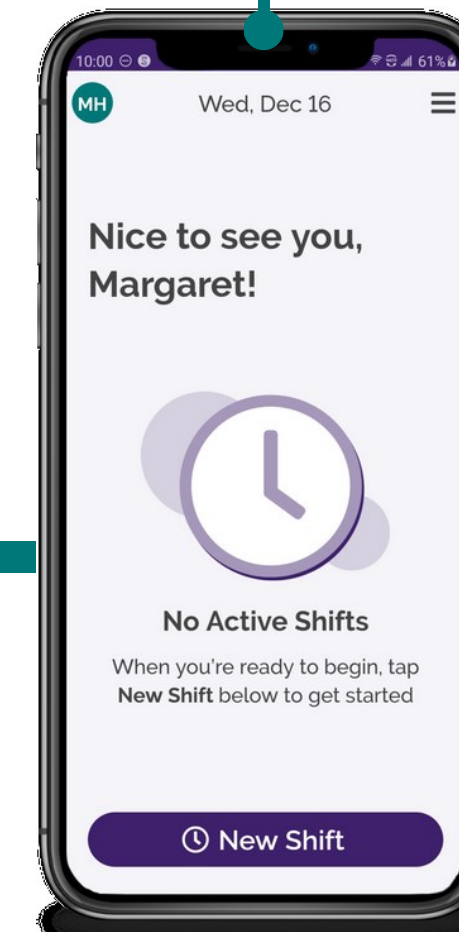 10:00
61%
MH
Wed, Dec 16
Nice to see you,
Margaret!
No Active Shifts
When you're ready to begin, tap
New Shift below to get started
New Shift